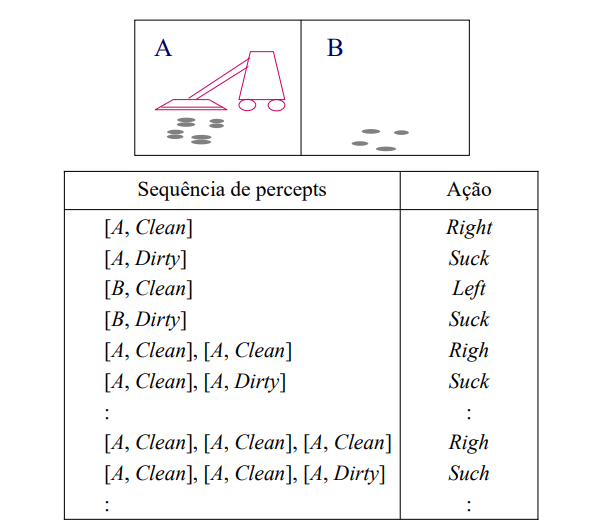 A B
Sequência de percepts Ação
[A, Clean] Right
[A, Dirty] Suck
[B, Clean] Left
[B, Dirty] Suck
[A, Clean], [A, Clean] Righ
[A, Clean], [A, Dirty] Suck
: :
[A, Clean], [A, Clean], [A, Clean] Righ
[A, Clean], [A, Clean], [A, Dirty] Such
: :